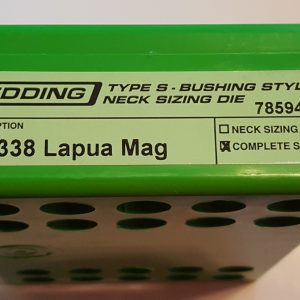 EDDING TYPE S - BUSHING STYL
NECK SIZING DIE
78594
PTION
338 Lapua Mag
NECK SIZING
COMPLETE S